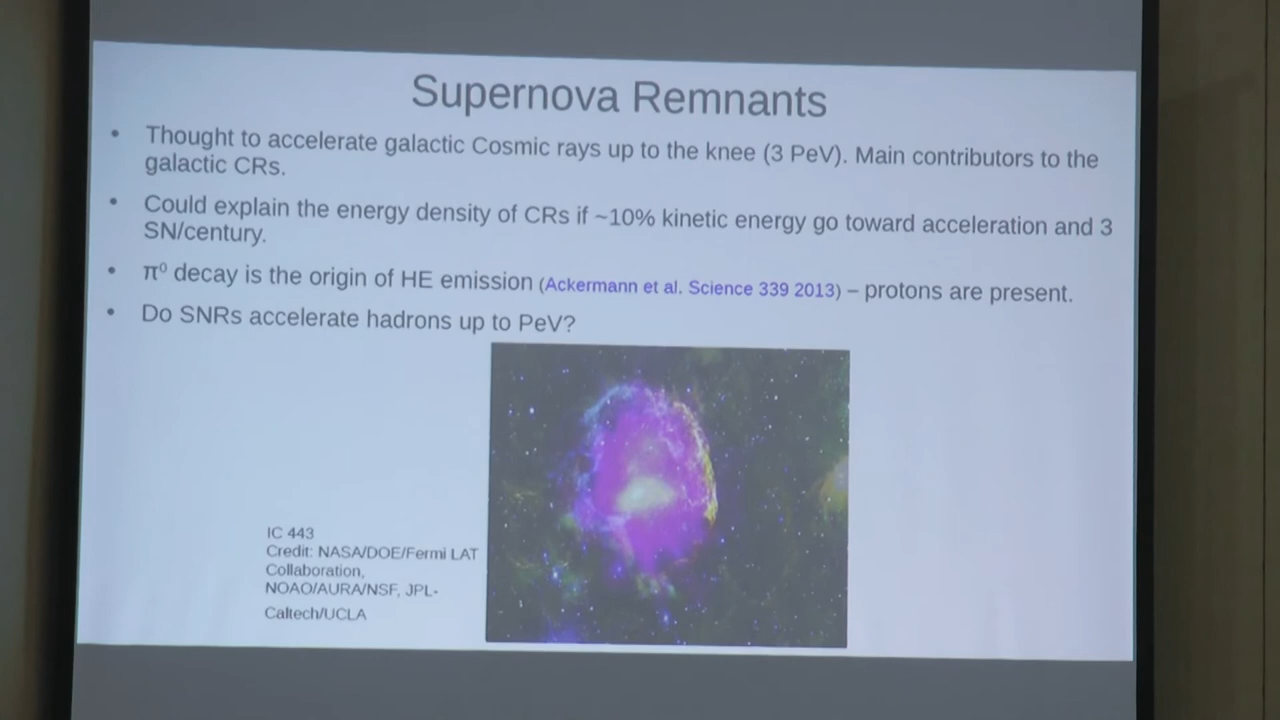 Supernova Remnants
• Thought to accelerate galactic Cosmic rays up to the knee (3 PeV). Main contributors to the
galactic CRs.
• Could explain the energy density of CRs if ~10% kinetic energy go toward acceleration and 3
SN/century.
• π⁰ decay is the origin of HE emission (Ackermann et al. Science 339 2013) – protons are present.
• Do SNRs accelerate hadrons up to PeV?
IC 443
Credit: NASA/DOE/Fermi LAT
Collaboration,
NOAO/AURA/NSF, JPL-
Caltech/UCLA